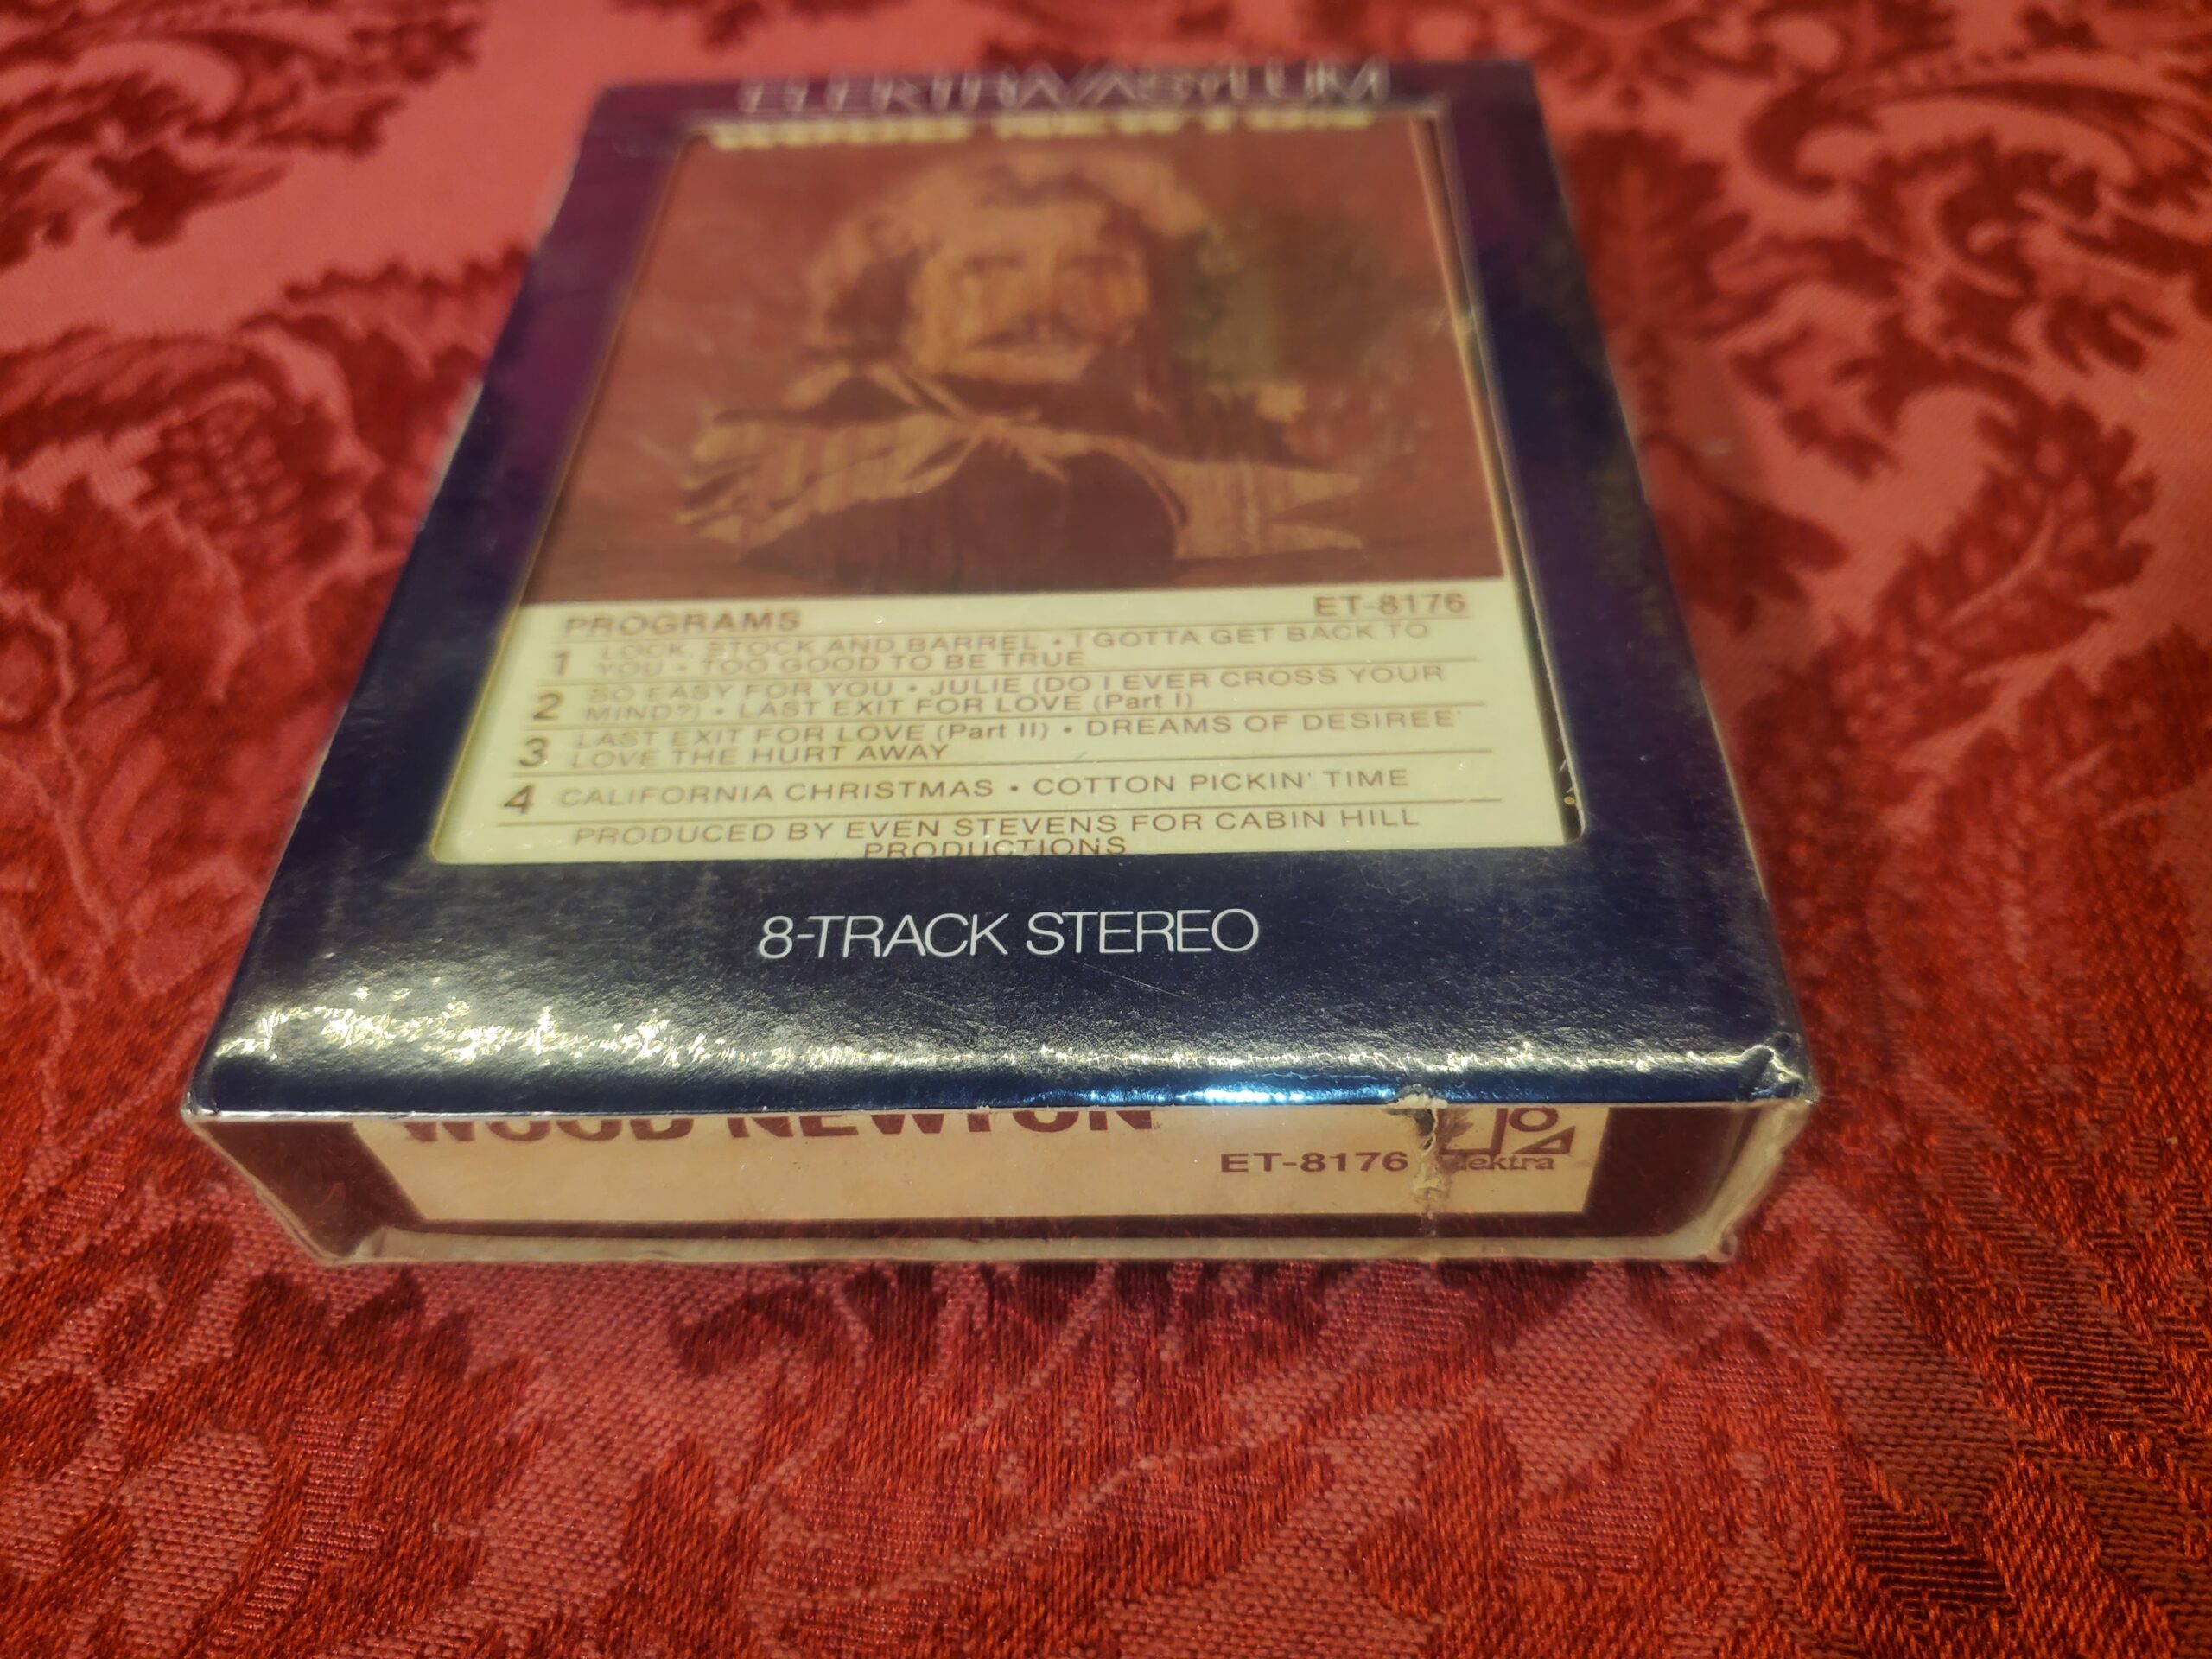 ELEKTRA/ASYLUM
WOOD NEWTON
PROGRAMS ET-8176
1 LOCK, STOCK AND BARREL • I GOTTA GET BACK TO
YOU • TOO GOOD TO BE TRUE
2 SO EASY FOR YOU • JULIE (DO I EVER CROSS YOUR
MIND?) • LAST EXIT FOR LOVE (Part I)
3 LAST EXIT FOR LOVE (Part II) • DREAMS OF DESIREE'
LOVE THE HURT AWAY
4 CALIFORNIA CHRISTMAS • COTTON PICKIN' TIME
PRODUCED BY EVEN STEVENS FOR CABIN HILL
PRODUCTIONS
8-TRACK STEREO
WOOD NEWTON
ET-8176 elektra